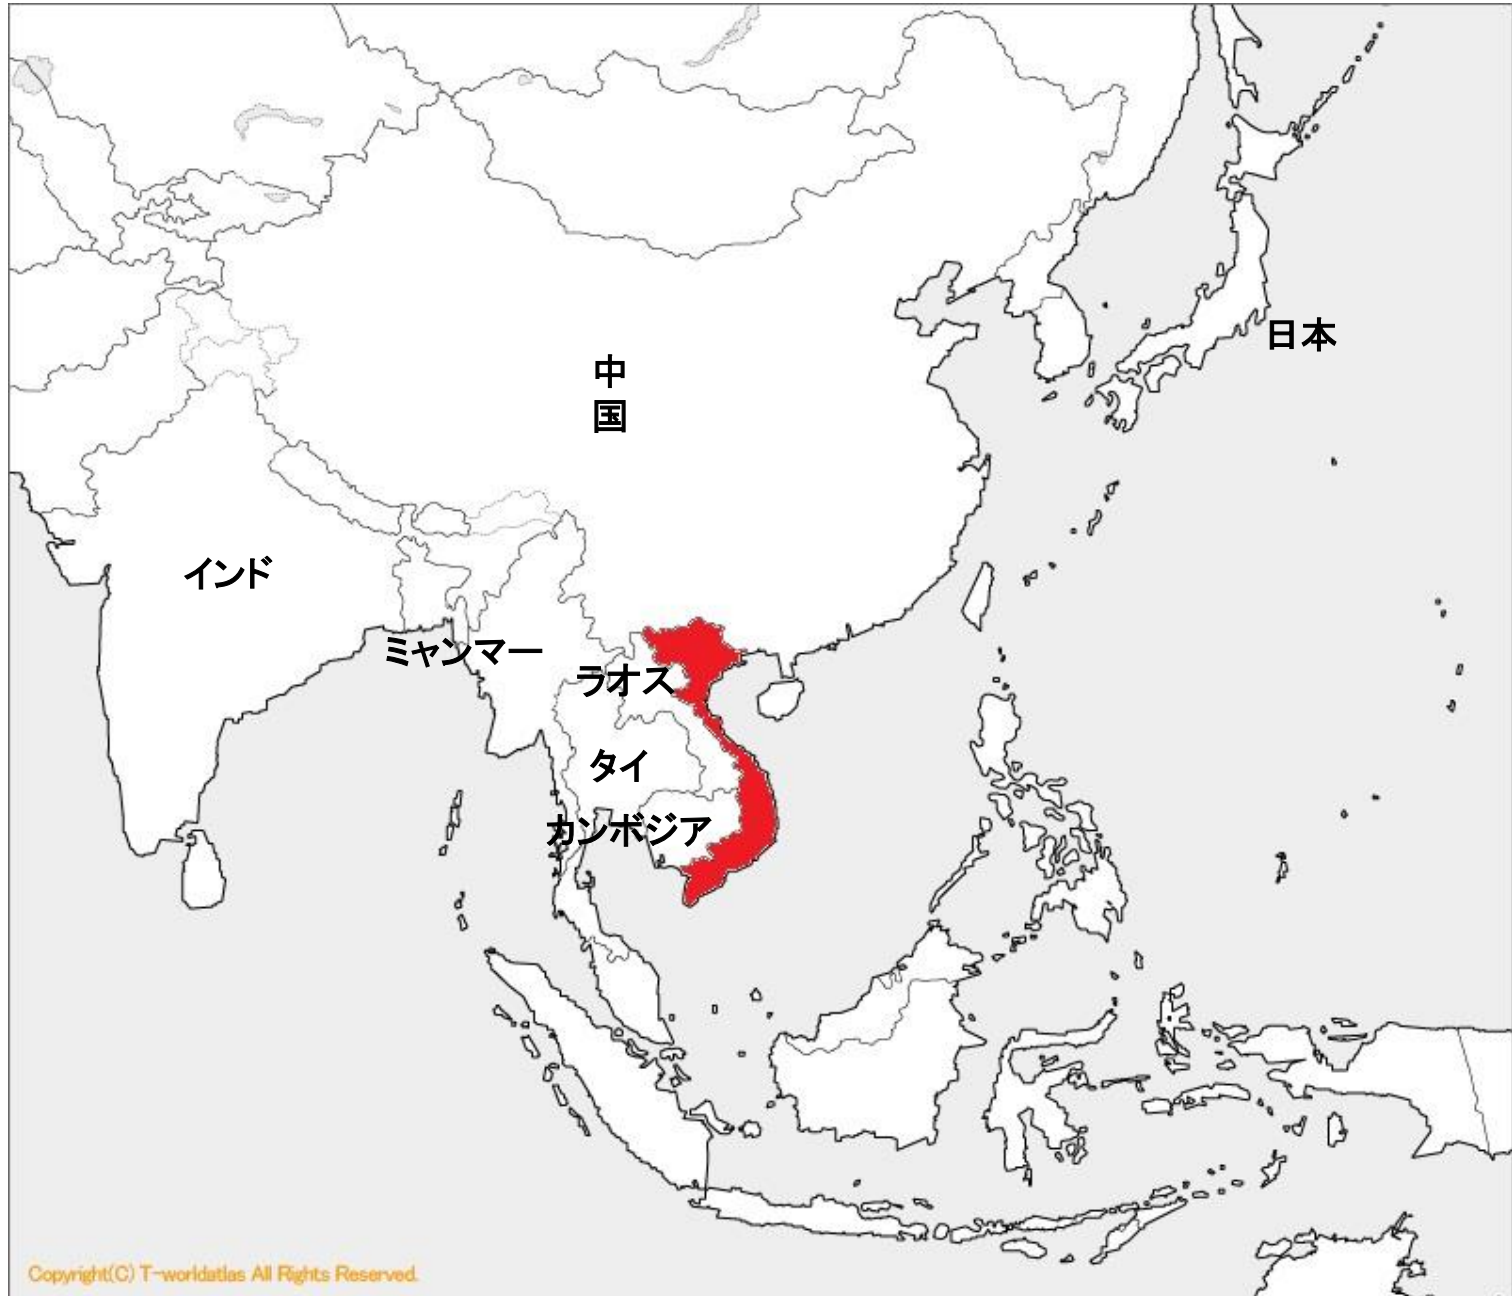 日本
中
国
インド
ミャンマー
ラオス
タイ
カンボジア
Copyright(C) T-worldatlas All Rights Reserved.